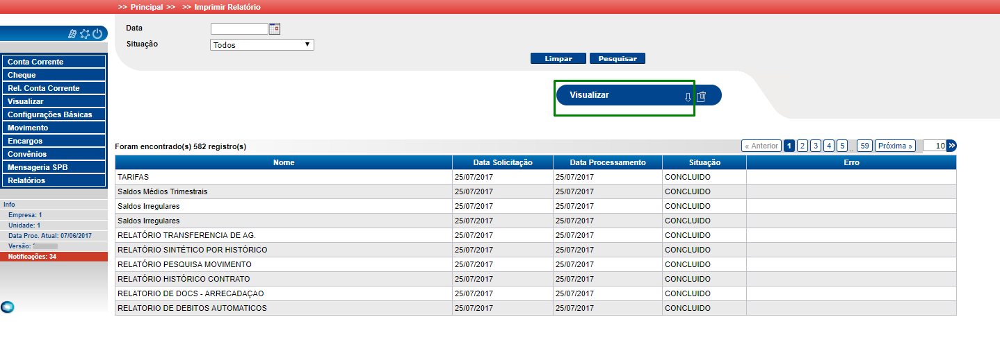 >> Principal >> >> Imprimir Relatório
Data
Situação
Todos
Limpar Pesquisar
Visualizar
Conta Corrente
Cheque
Rel. Conta Corrente
Visualizar
Configurações Básicas
Movimento
Encargos
Convênios
Mensageria SPB
Relatórios
Info
Empresa: 1
Unidade: 1
Data Proc. Atual: 07/06/2017
Versão:
Notificações: 34
Foram encontrado(s) 582 registro(s)
« Anterior 1 2 3 4 5 .. 59 Próxima » 10 »
Nome Data Solicitação Data Processamento Situação Erro
TARIFAS 25/07/2017 25/07/2017 CONCLUIDO
Saldos Médios Trimestrais 25/07/2017 25/07/2017 CONCLUIDO
Saldos Irregulares 25/07/2017 25/07/2017 CONCLUIDO
Saldos Irregulares 25/07/2017 25/07/2017 CONCLUIDO
RELATÓRIO TRANSFERENCIA DE AG. 25/07/2017 25/07/2017 CONCLUIDO
RELATÓRIO SINTÉTICO POR HISTÓRICO 25/07/2017 25/07/2017 CONCLUIDO
RELATÓRIO PESQUISA MOVIMENTO 25/07/2017 25/07/2017 CONCLUIDO
RELATÓRIO HISTÓRICO CONTRATO 25/07/2017 25/07/2017 CONCLUIDO
RELATORIO DE DOCS - ARRECADAÇAO 25/07/2017 25/07/2017 CONCLUIDO
RELATORIO DE DEBITOS AUTOMATICOS 25/07/2017 25/07/2017 CONCLUIDO